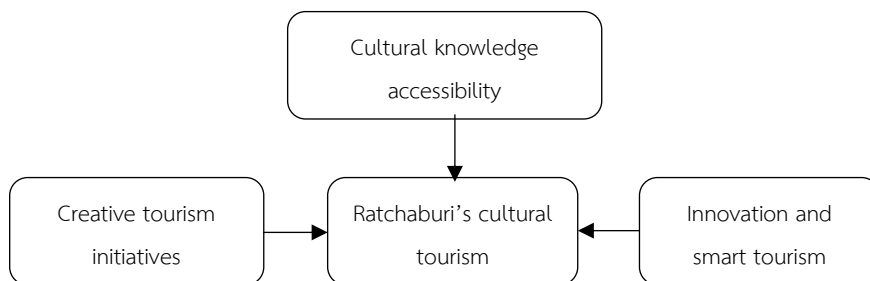 Cultural knowledge
accessibility
Creative tourism
initiatives
Ratchaburi’s cultural
tourism
Innovation and
smart tourism